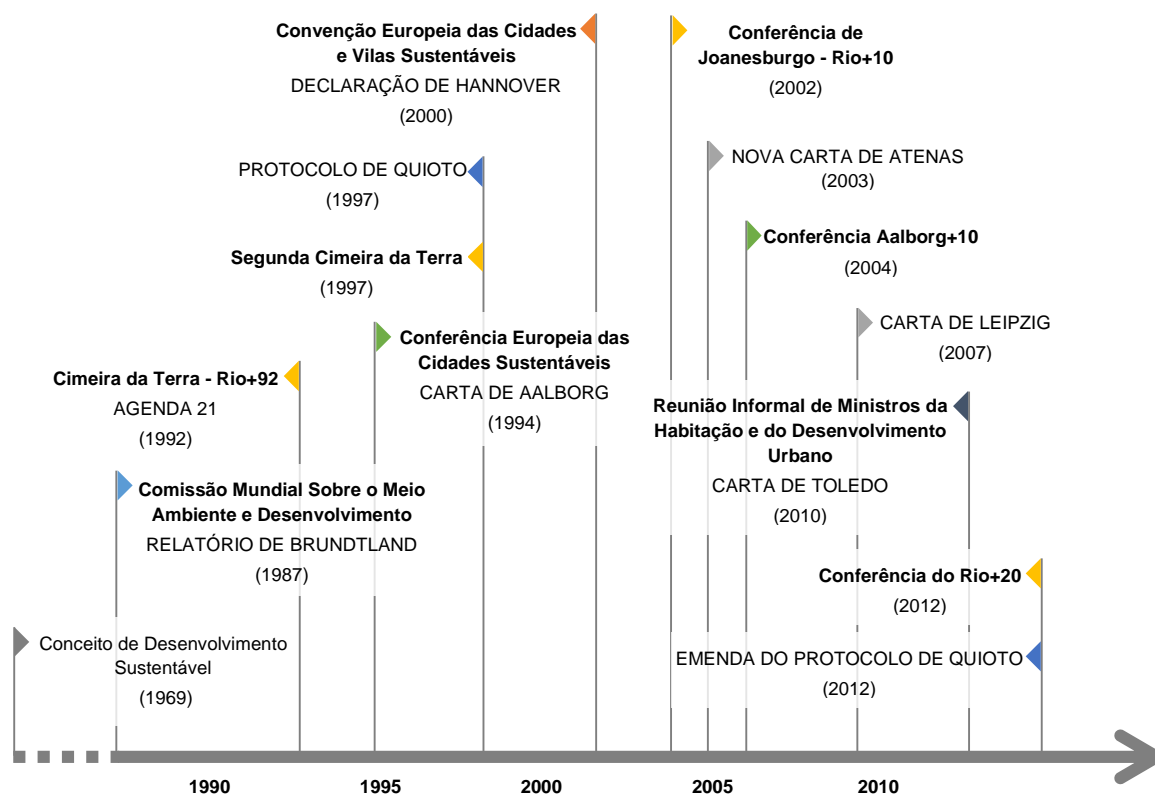 Convenção Europeia das Cidades
e Vilas Sustentáveis
DECLARAÇÃO DE HANNOVER
(2000)
Conferência de
Joanesburgo - Rio+10
(2002)
PROTOCOLO DE QUIOTO
(1997)
NOVA CARTA DE ATENAS
(2003)
Segunda Cimeira da Terra
(1997)
Conferência Aalborg+10
(2004)
Conferência Europeia das
Cidades Sustentáveis
CARTA DE AALBORG
(1994)
CARTA DE LEIPZIG
(2007)
Cimeira da Terra - Rio+92
AGENDA 21
(1992)
Reunião Informal de Ministros da
Habitação e do Desenvolvimento
Urbano
CARTA DE TOLEDO
(2010)
Comissão Mundial Sobre o Meio
Ambiente e Desenvolvimento
RELATÓRIO DE BRUNDTLAND
(1987)
Conferência do Rio+20
(2012)
Conceito de Desenvolvimento
Sustentável
(1969)
EMENDA DO PROTOCOLO DE QUIOTO
(2012)
1990
1995
2000
2005
2010